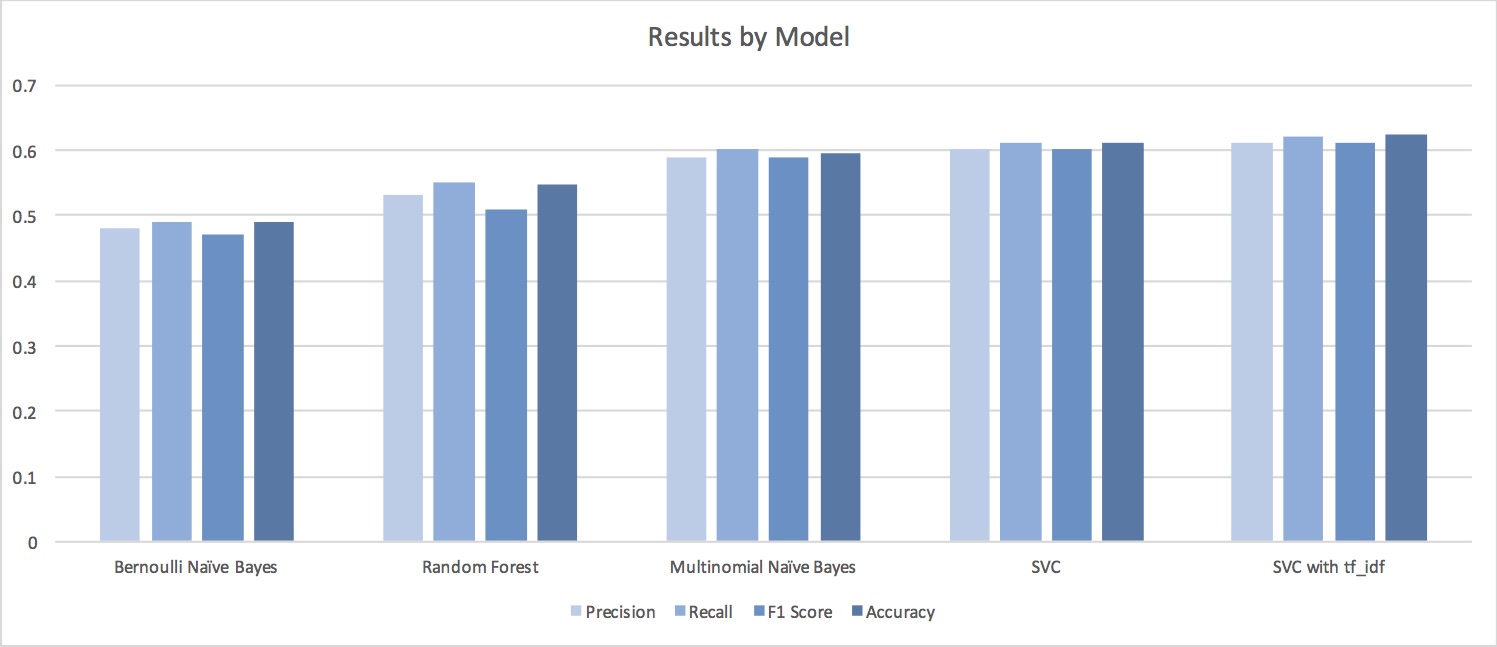 Results by Model
0.7
0.6
0.5
0.4
0.3
0.2
0.1
0
Bernoulli Naïve Bayes Random Forest Multinomial Naïve Bayes SVC SVC with tf_idf
Precision Recall F1 Score Accuracy